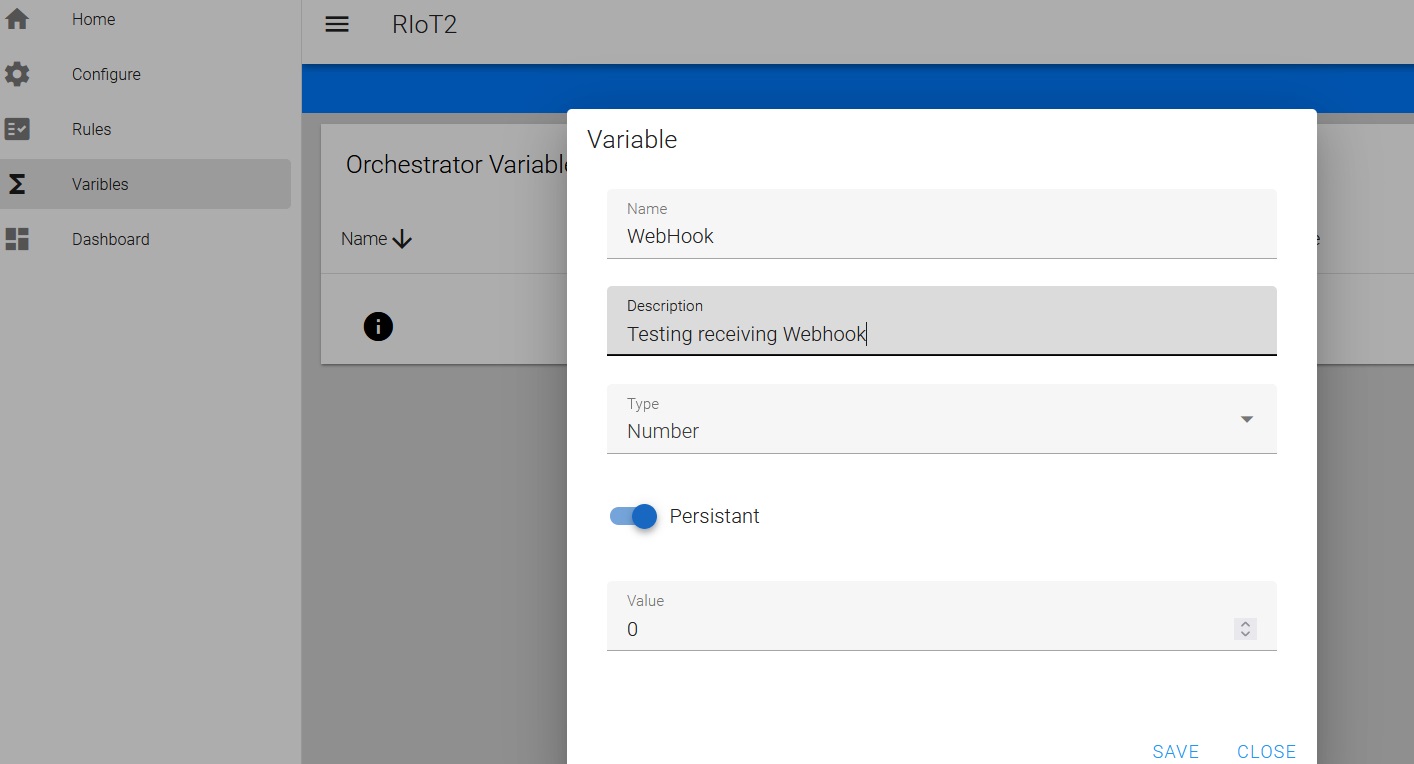 Home
Configure
Rules
Varibles
Dashboard
RIoT2
Orchestrator
Name
Variable
Name
WebHook
Description
Testing receiving Webhook
Type
Number
Persistant
Value
0
SAVE CLOSE